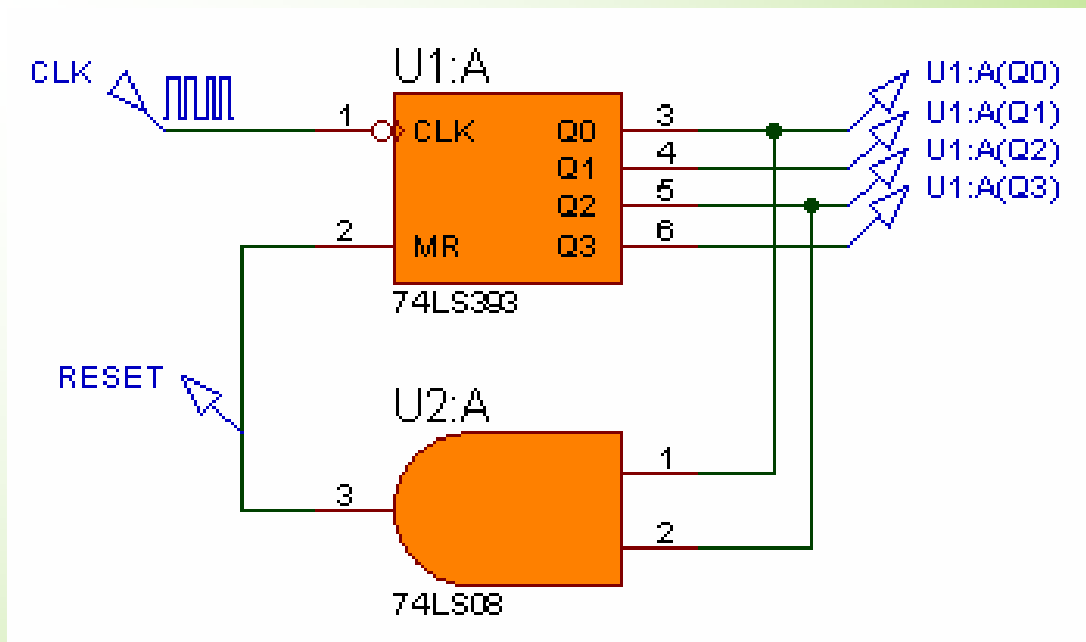 CLK
U1:A
1
CLK
MR
2
Q0
Q1
Q2
Q3
3
4
5
6
74LS393
U1:A(Q0)
U1:A(Q1)
U1:A(Q2)
U1:A(Q3)
RESET
U2:A
3
1
2
74LS08